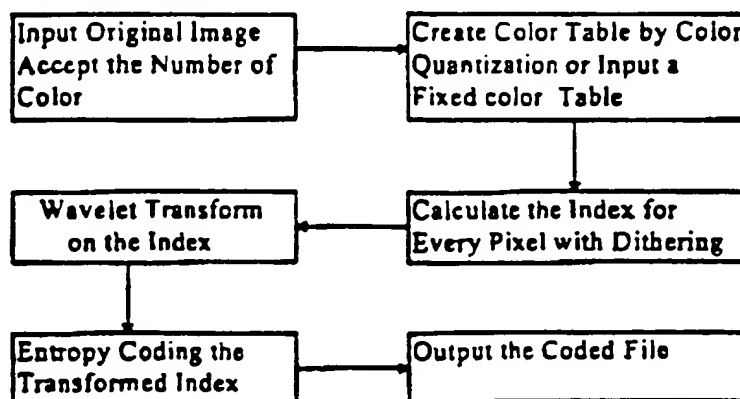 Input Original Image
Accept the Number of
Color
Create Color Table by Color
Quantization or Input a
Fixed color Table
Calculate the Index for
Every Pixel with Dithering
Wavelet Transform
on the Index
Entropy Coding the
Transformed Index
Output the Coded File